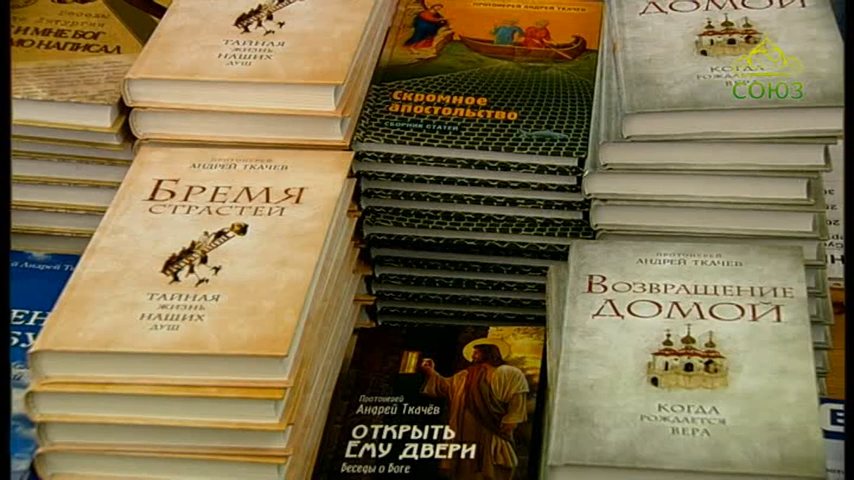 И МНЕ БОГ
НАПИСАЛ
БРЕМЯ
ТАЙНАЯ
ЖИЗНЬ
НАШИХ
ДУШ
ПРОТОИЕРЕЙ АНДРЕЙ ТКАЧЕВ
Скромное
апостольство
СБОРНИК СТАТЕЙ
ДОМОЙ
КОГДА
РОЖДАЕТСЯ
ВЕРА
СОЮЗ
ПРОТОИЕРЕЙ
АНДРЕЙ ТКАЧЕВ
БРЕМЯ
СТРАСТЕЙ
ТАЙНАЯ
ЖИЗНЬ
НАШИХ
ДУШ
Протоиерей
Андрей Ткачёв
ОТКРЫТЬ
ЕМУ ДВЕРИ
Беседы о Боге
ПРОТОИЕРЕЙ
АНДРЕЙ ТКАЧЕВ
ВОЗВРАЩЕНИЕ
ДОМОЙ
КОГДА
РОЖДАЕТСЯ
ВЕРА